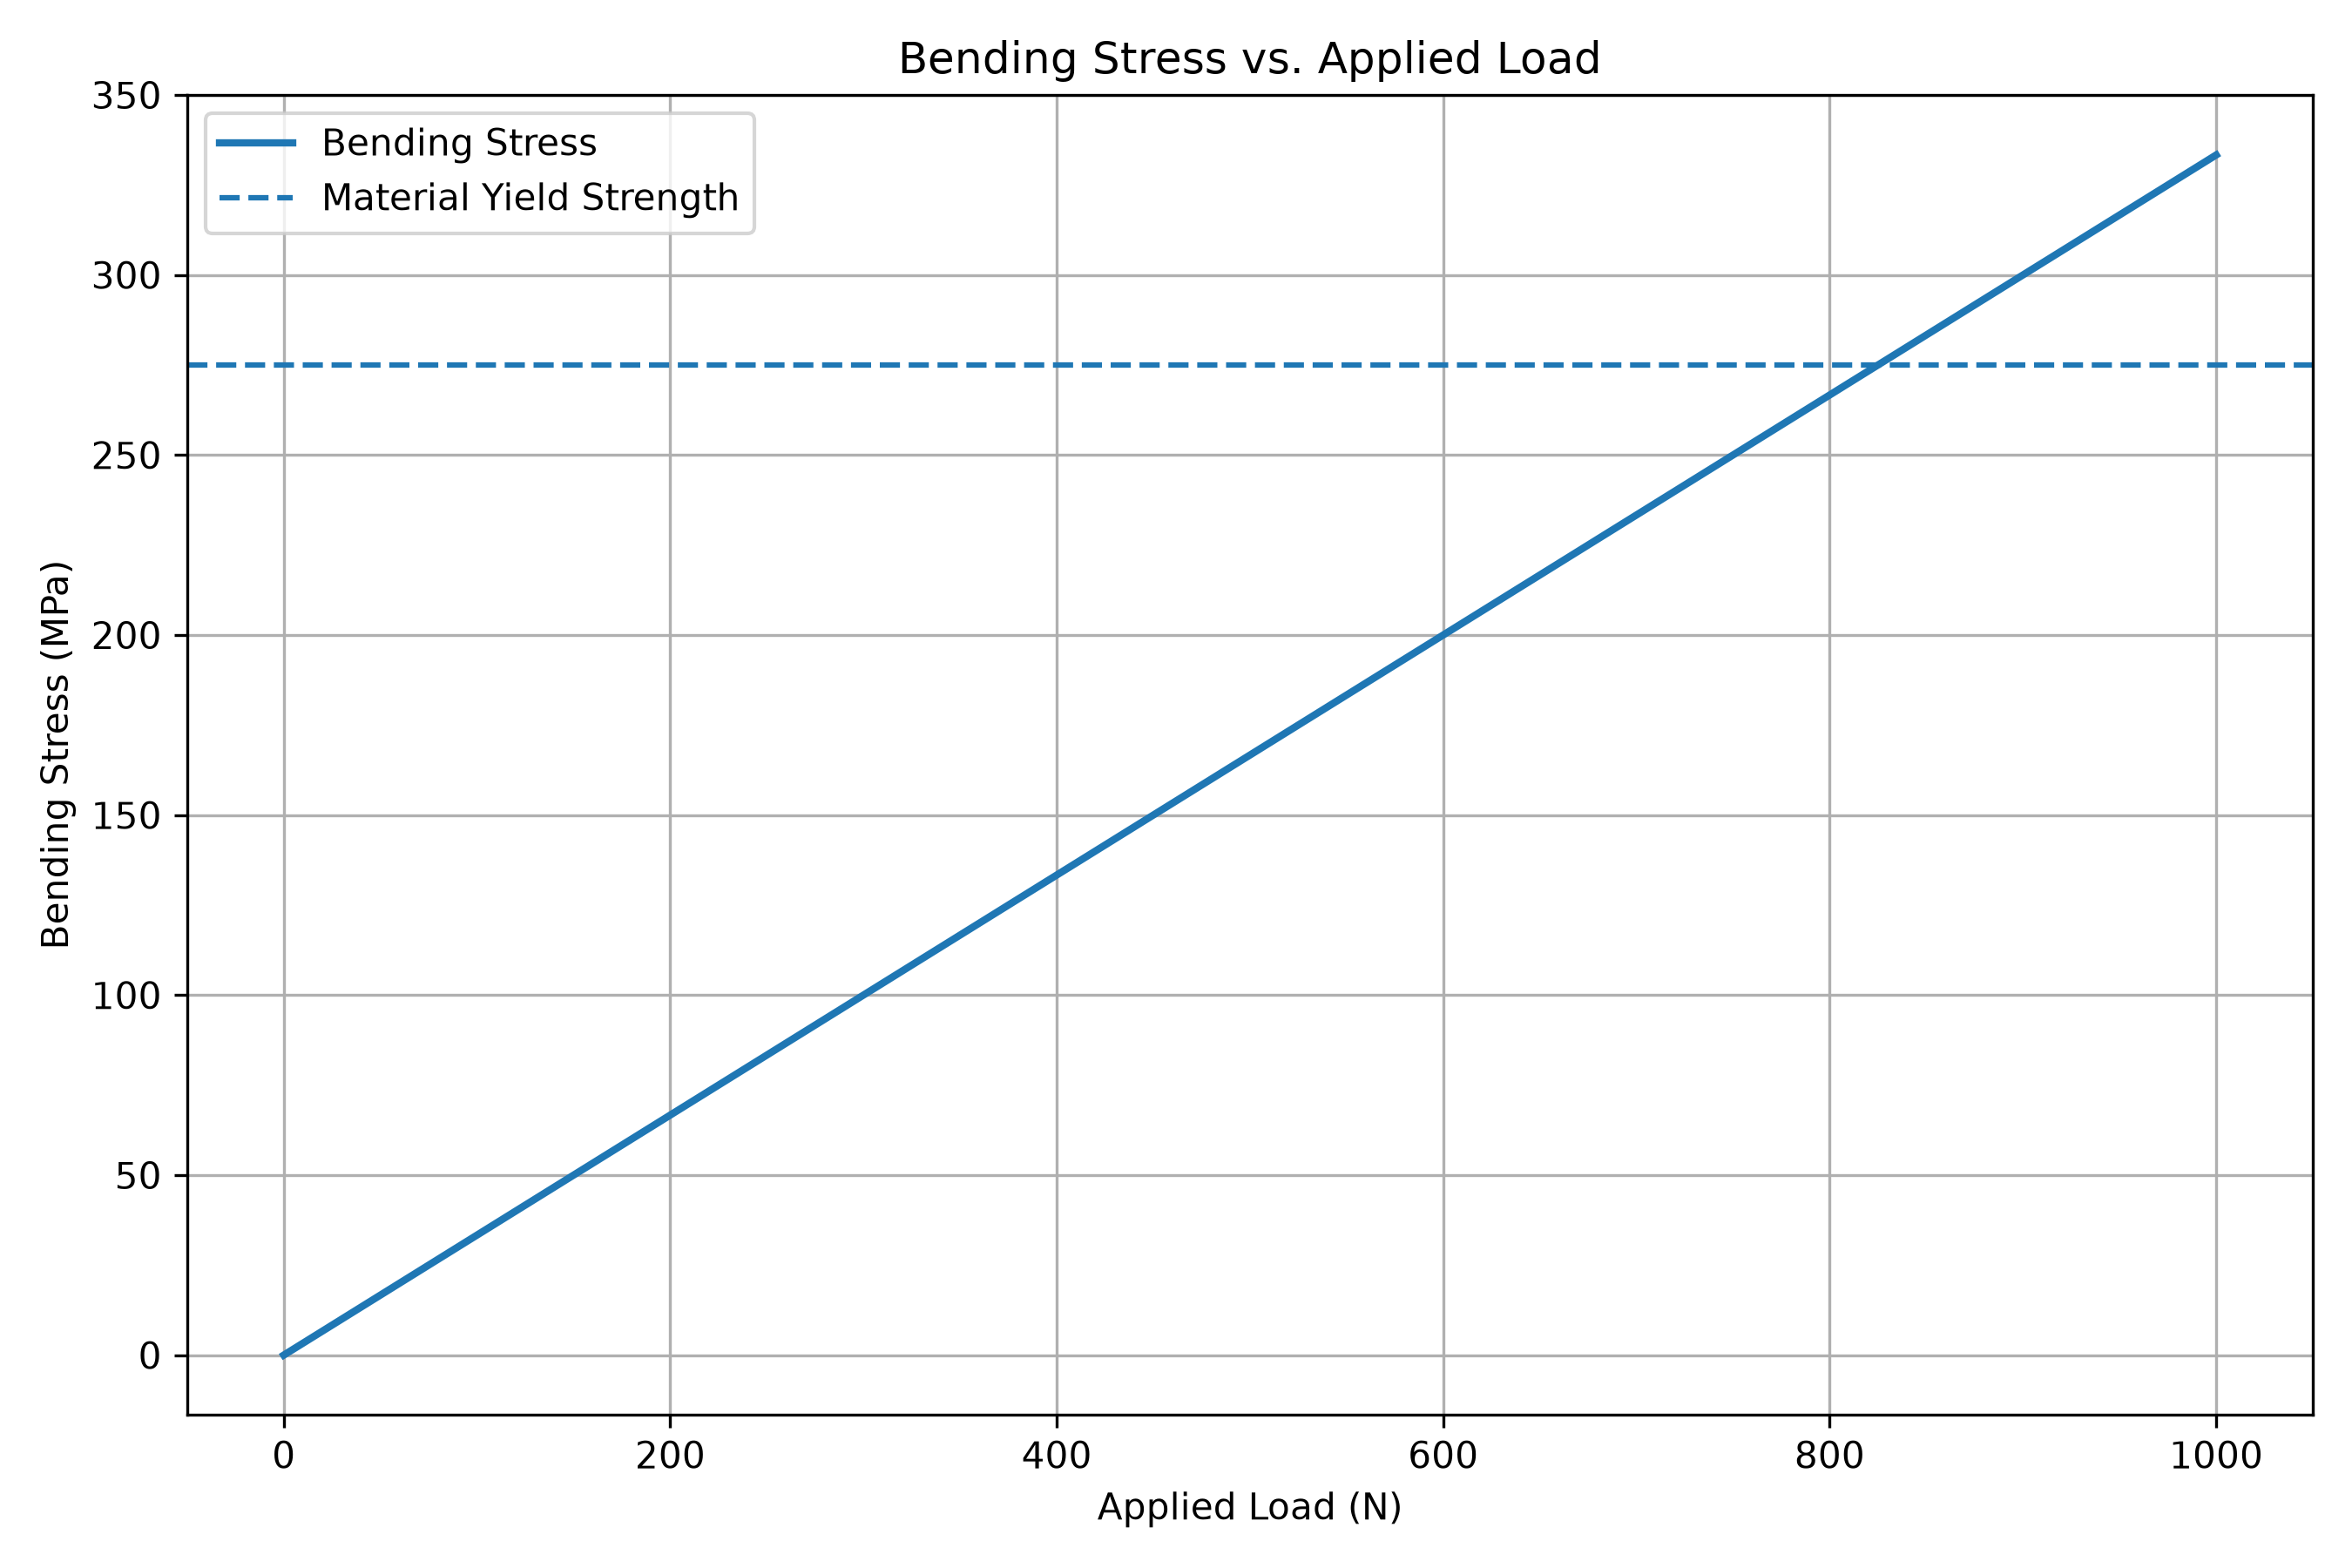 Bending Stress vs. Applied Load
350
300
250
200
150
100
50
0
Bending Stress (MPa)
Bending Stress
Material Yield Strength
0 200 400 600 800 1000
Applied Load (N)